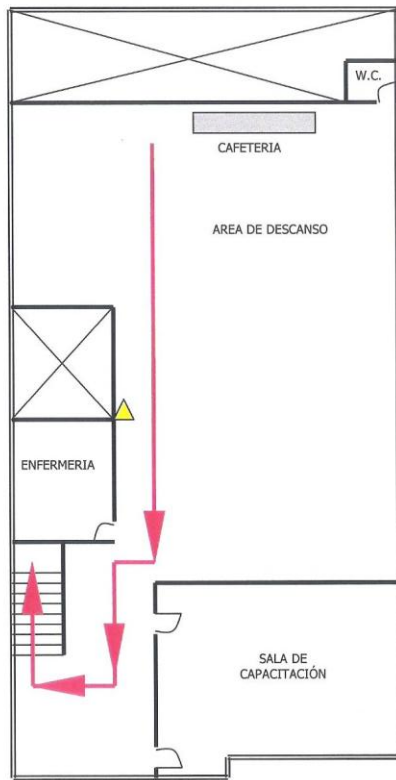 W.C.
CAFETERIA
AREA DE DESCANSO
ENFERMERIA
SALA DE
CAPACITACIÓN